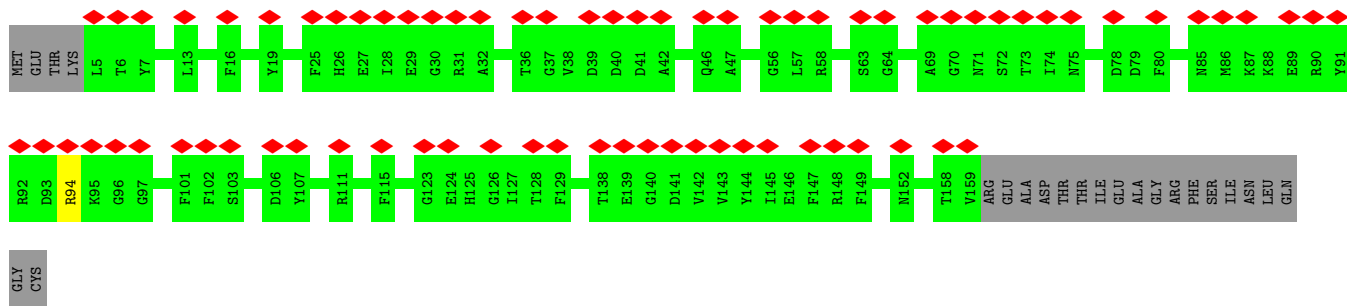 MET GLU THR LYS L5 T6 Y7 L13 F16 Y19 F25 H26 E27 I28 E29 G30 R31 A32 T36 G37 V38 D39 D40 D41 A42 Q46 A47 G56 L57 R58 S63 G64 A69 G70 N71 S72 T73 I74 N75 D78 D79 F80 N85 M86 K87 K88 E89 R90 Y91
R92 D93 R94 K95 G96 G97 F101 F102 S103 D106 Y107 R111 F115 G123 E124 H125 G126 I127 T128 F129 T138 E139 G140 D141 V142 V143 Y144 I145 E146 F147 R148 F149 N152 T158 V159 ARG GLU ALA ASP THR THR ILE GLU ALA GLY ARG PHE SER ILE ASN LEU GLN
GLY CYS